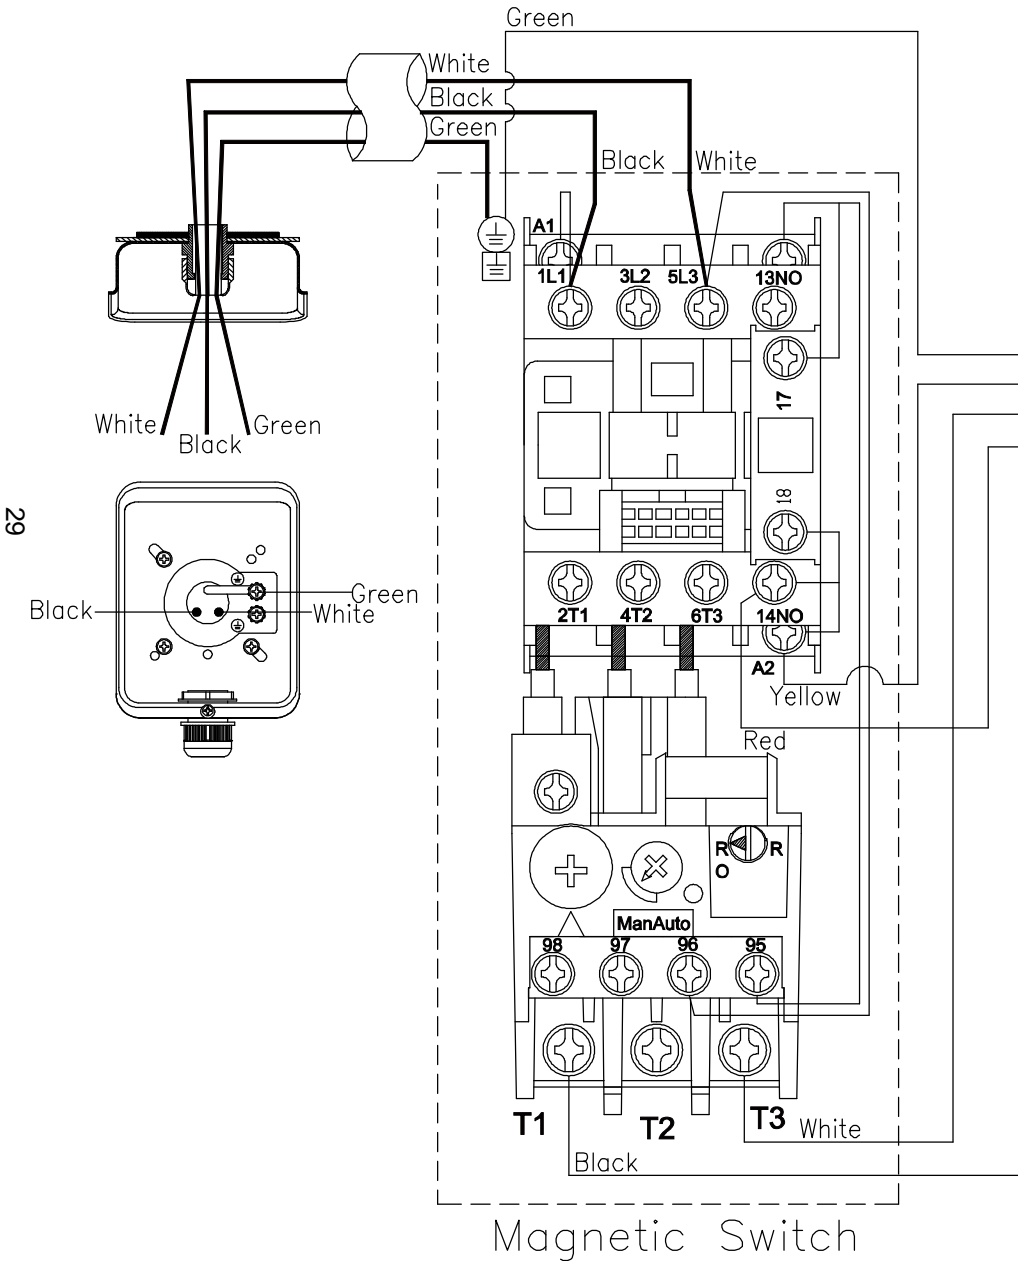 Green
White
Black
Green
Black White
A1
1L1 3L2 5L3 13NO
17
White
Black
Green
18
29
Black
Green
White
2T1 4T2 6T3 14NO
A2
Yellow
Red
R R
O
ManAuto
98 97 96 95
T1 T2 T3
White
Black
Magnetic Switch